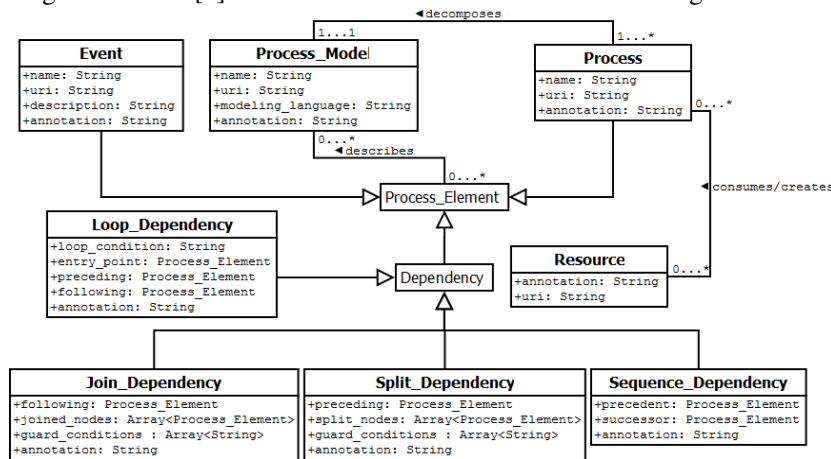 ◄decomposes
1...1
1...*
Event
+name: String
+uri: String
+description: String
+annotation: String
Process_Model
+name: String
+uri: String
+modeling_language: String
+annotation: String
Process
+name: String
+uri: String
+annotation: String
0...*
0...*
◄describes
0...*
Process_Element
◄consumes/creates
Loop_Dependency
+loop_condition: String
+entry_point: Process_Element
+preceding: Process_Element
+following: Process_Element
+annotation: String
Dependency
Resource
+annotation: String
+uri: String
0...*
Join_Dependency
+following: Process_Element
+joined_nodes: Array<Process_Element>
+guard_conditions : Array<String>
+annotation: String
Split_Dependency
+preceding: Process_Element
+split_nodes: Array<Process_Element>
+guard_conditions : Array<String>
+annotation: String
Sequence_Dependency
+precedent: Process_Element
+successor: Process_Element
+annotation: String